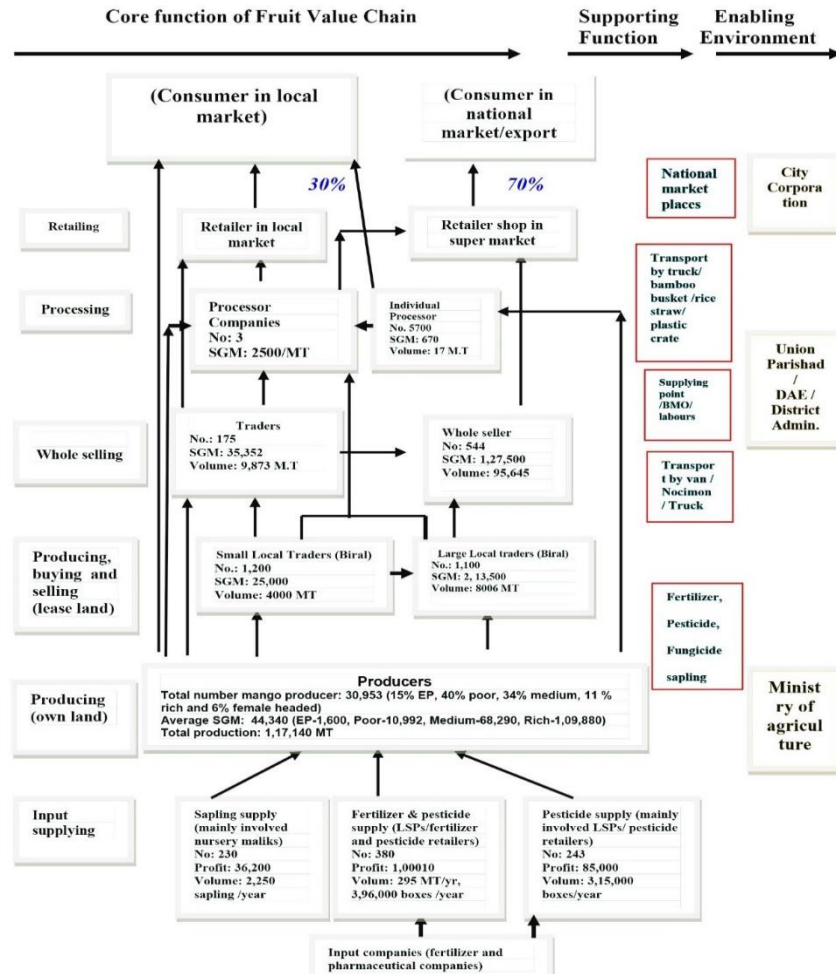 Core function of Fruit Value Chain
Supporting
Function
Enabling
Environment
(Consumer in local
market)
(Consumer in
national
market/export
30%
70%
National
market
places
City
Corpora
tion
Retailing
Retailer in local
market
Retailer shop in
super market
Processing
Processor
Companies
No: 3
SGM: 2500/MT
Individual
Processor
No. 5700
SGM: 670
Volume: 17 M.T
Transport
by truck/
bamboo
busket /rice
straw/
plastic
crate
Union
Parishad
/
DAE /
District
Admin.
Supplying
point
/BMO/
labours
Whole selling
Traders
No.: 175
SGM: 35,352
Volume: 9,873 M.T
Whole seller
No: 544
SGM: 1,27,500
Volume: 95,645
Transpor
t by van /
Nocimon
/ Truck
Producing,
buying and
selling
(lease land)
Small Local Traders (Biral)
No.: 1,200
SGM: 25,000
Volume: 4000 MT
Large Local traders (Biral)
No.: 1,100
SGM: 2, 13,500
Volume: 8006 MT
Fertilizer,
Pesticide,
Fungicide
sapling
Producing
(own land)
Producers
Total number mango producer: 30,953 (15% EP, 40% poor, 34% medium, 11 %
rich and 6% female headed)
Average SGM: 44,340 (EP-1,600, Poor-10,992, Medium-68,290, Rich-1,09,880)
Total production: 1,17,140 MT
Minist
ry of
agricul
ture
Input
supplying
Sapling supply
(mainly involved
nursery maliks)
No: 230
Profit: 36,200
Volume: 2,250
sapling /year
Fertilizer & pesticide
supply (LSPs/fertilizer
and pesticide retailers)
No: 380
Profit: 1,00010
Volum: 295 MT/yr,
3,96,000 boxes /year
Pesticide supply (mainly
involved LSPs/ pesticide
retailers)
No: 243
Profit: 85,000
Volum: 3,15,000
boxes/year
Input companies (fertilizer and
pharmaceutical companies)